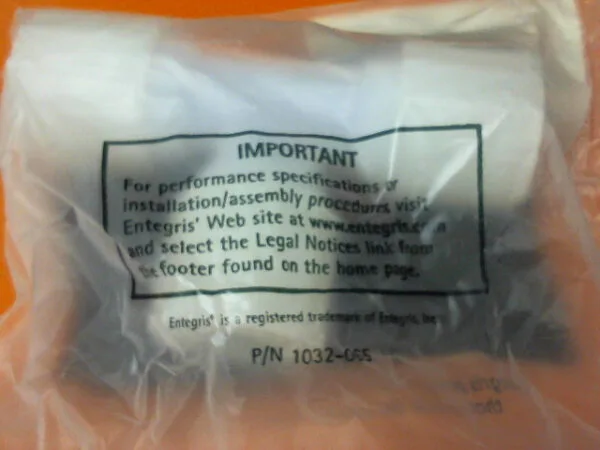 IMPORTANT
For performance specifications or
installation/assembly procedures visit
Entegris' Web site at www.entegris.com
and select the Legal Notices link from
the footer found on the home page.
Entegris® is a registered trademark of Entegris, Inc.
P/N 1032-065